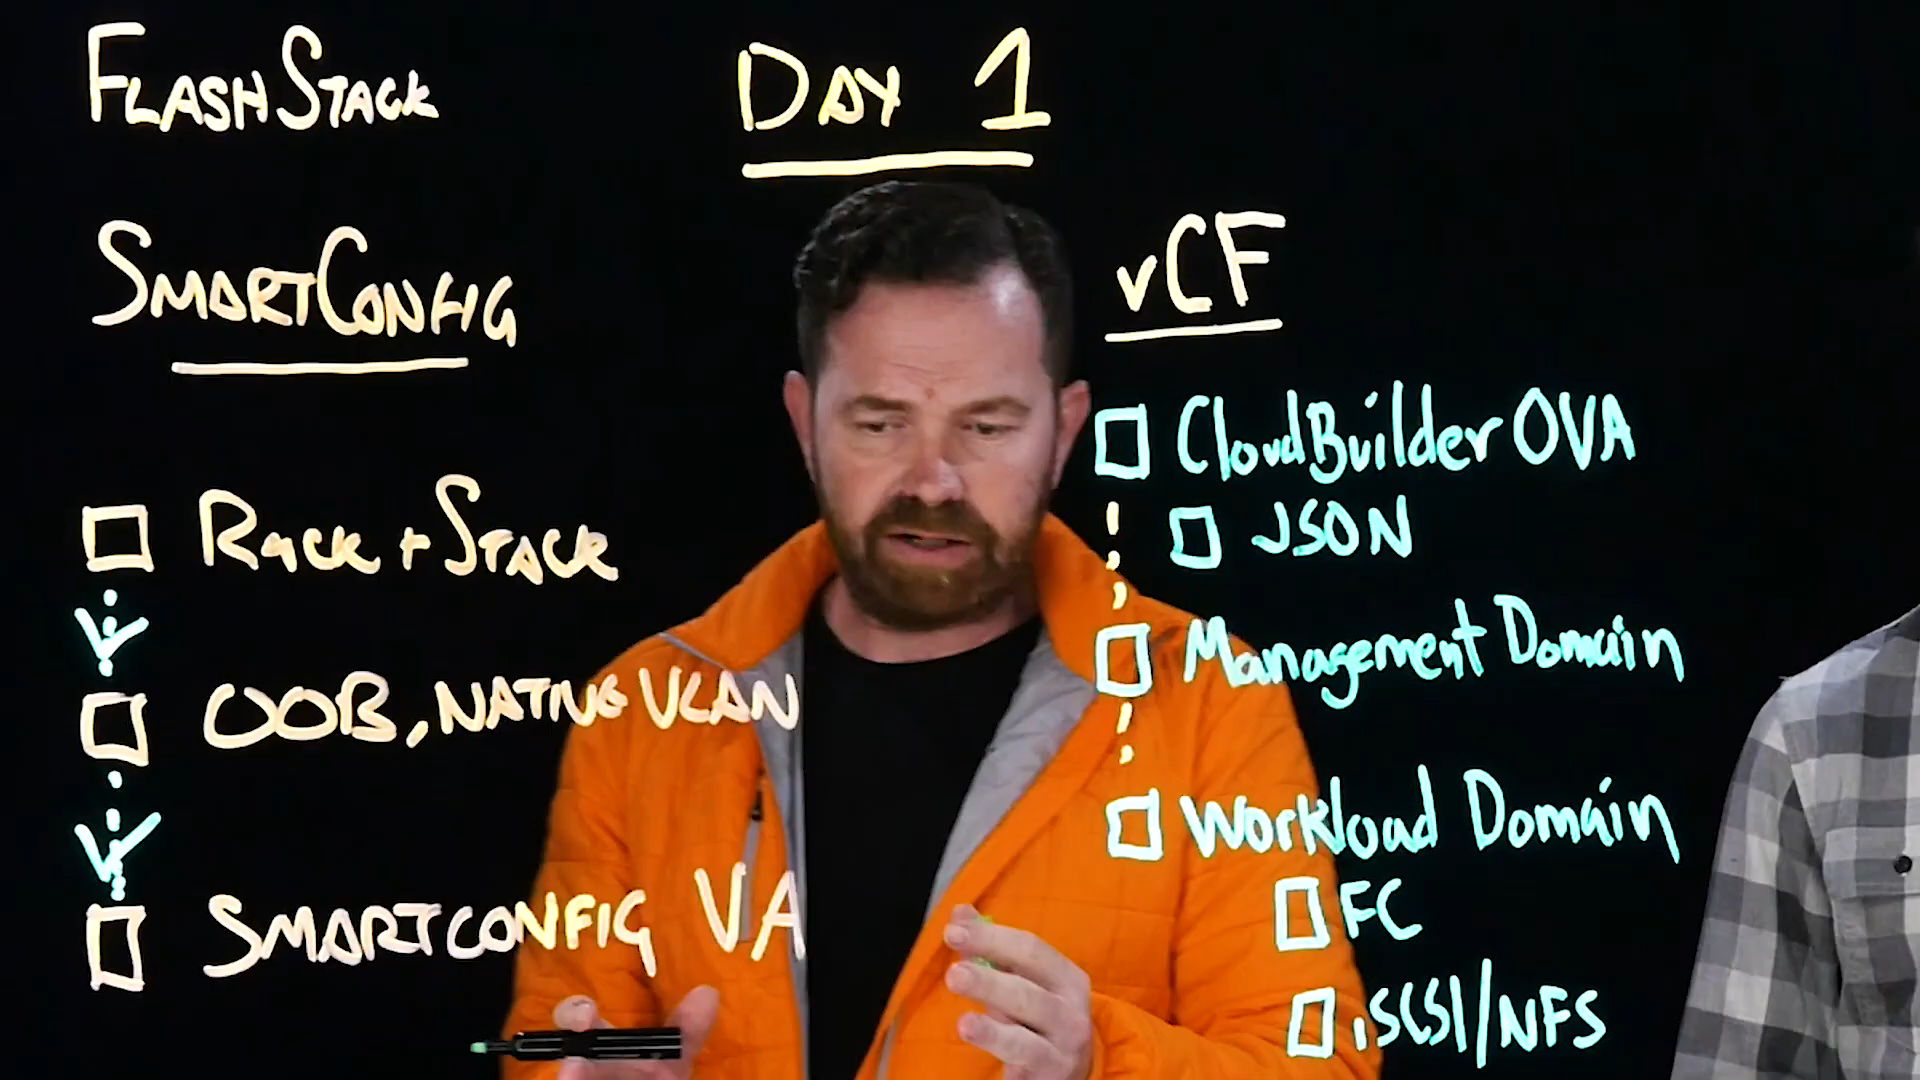 FLASHSTACK
DAY 1
SMARTCONFIG
RACK + STACK
OOB, NATIVE VLAN
SMARTCONFIG VA
vCF
CloudBuilder OVA
JSON
Management Domain
Workload Domain
FC
iSCSI/NFS